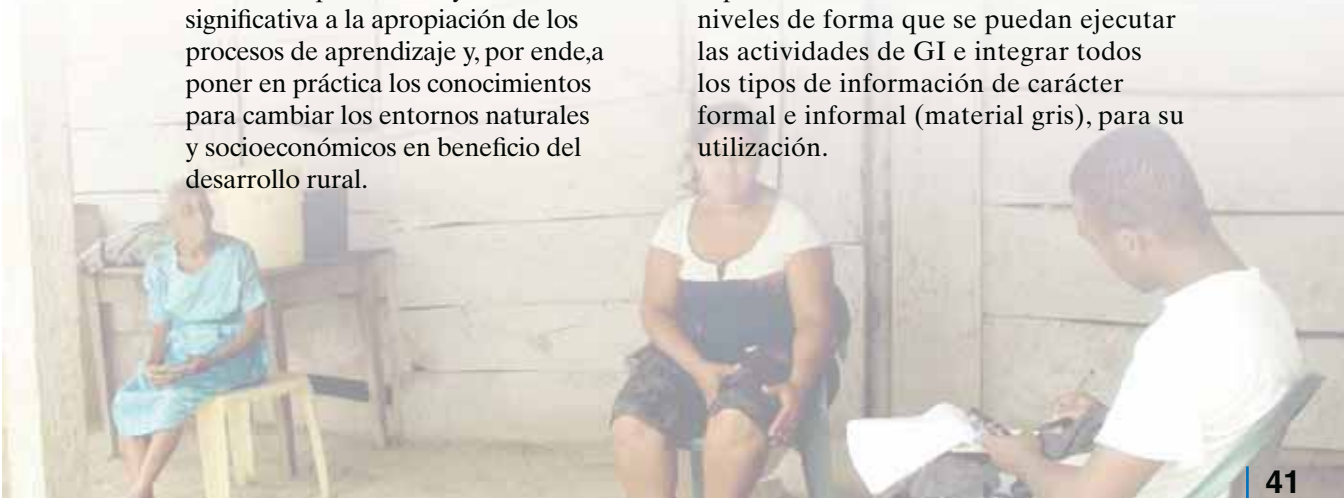 significativa a la apropiación de los
procesos de aprendizaje y, por ende,a
poner en práctica los conocimientos
para cambiar los entornos naturales
y socioeconómicos en beneficio del
desarrollo rural.
niveles de forma que se puedan ejecutar
las actividades de GI e integrar todos
los tipos de información de carácter
formal e informal (material gris), para su
utilización.
41